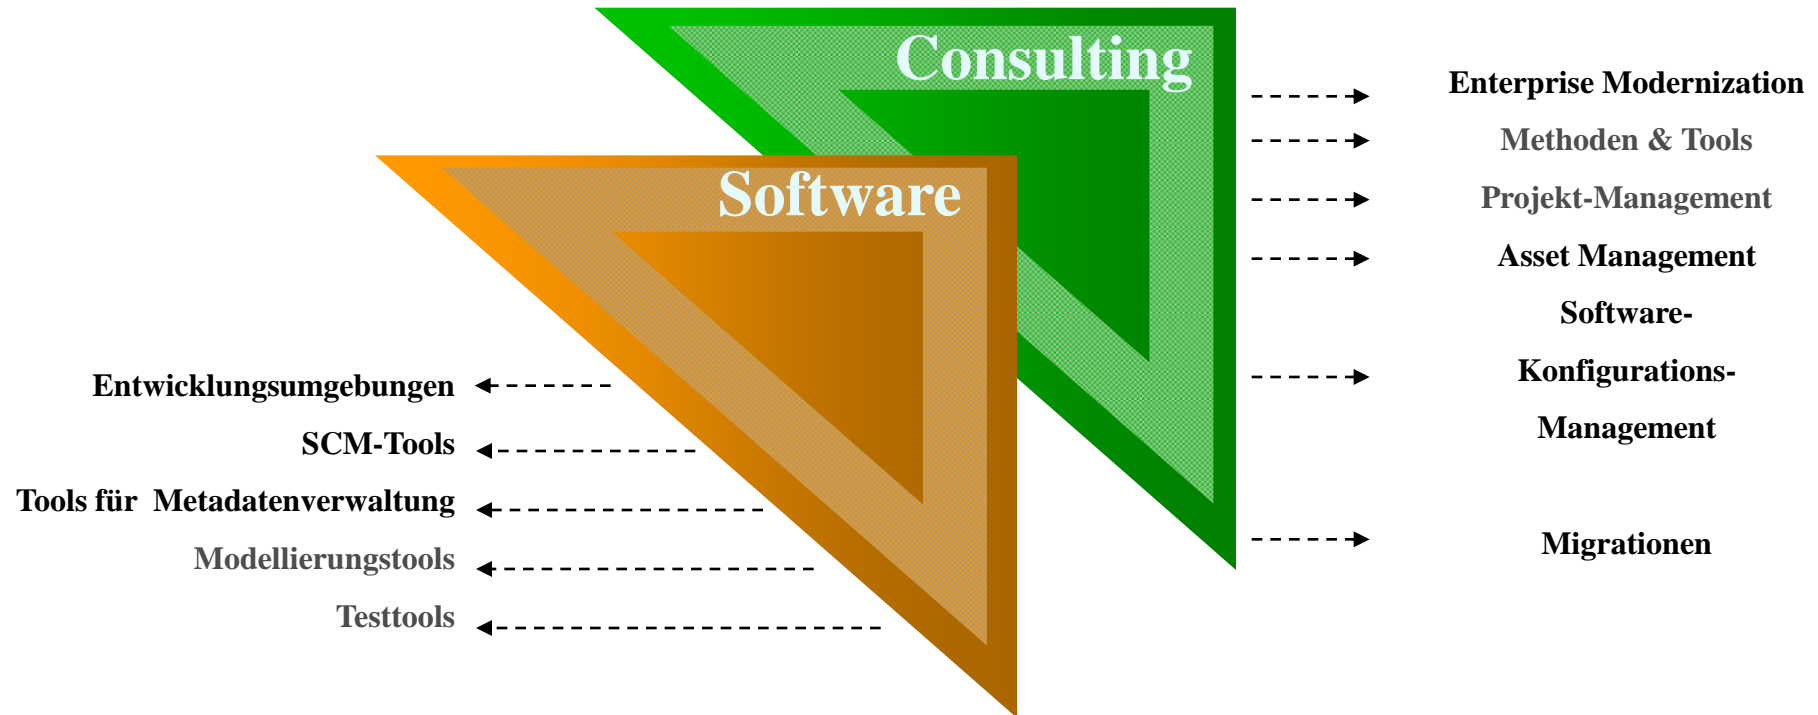 Consulting
Software
Enterprise Modernization
Methoden & Tools
Projekt-Management
Asset Management
Software-
Konfigurations-
Management
Migrationen
Entwicklungsumgebungen
SCM-Tools
Tools für  Metadatenverwaltung
Modellierungstools
Testtools